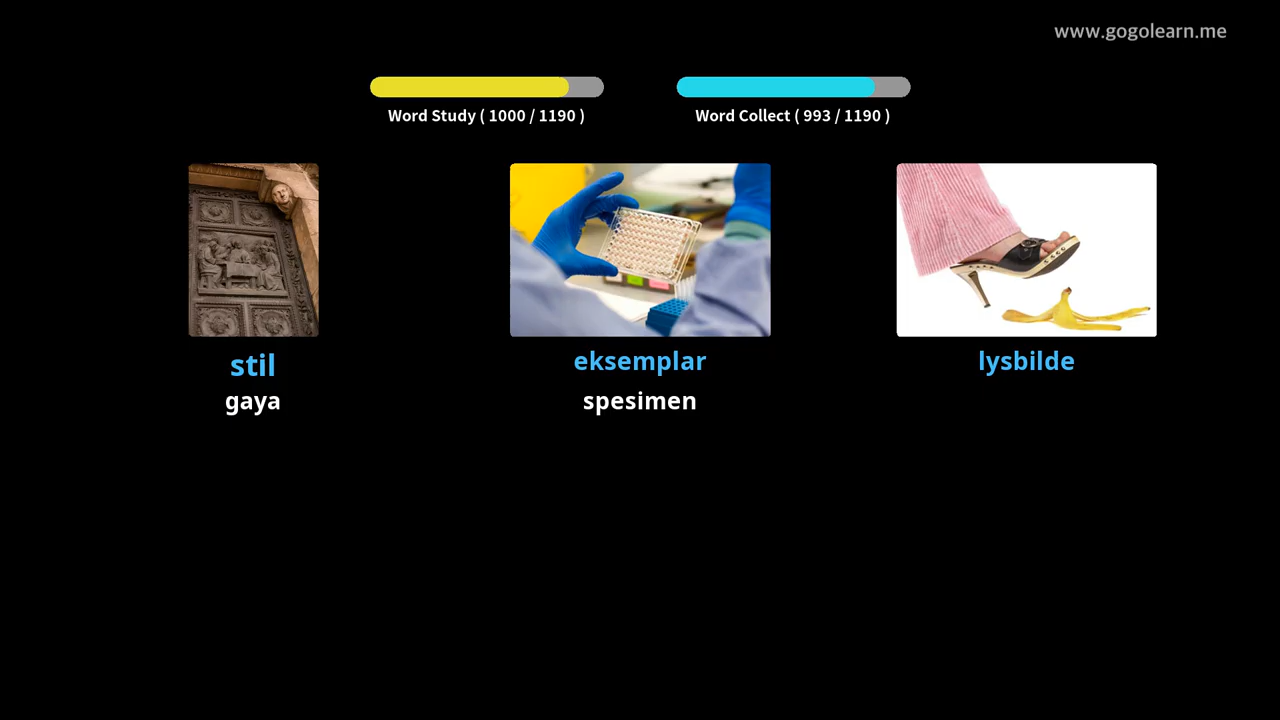 www.gogolearn.me
Word Study ( 1000 / 1190 )
Word Collect ( 993 / 1190 )
stil
eksemplar
lysbilde
gaya
spesimen